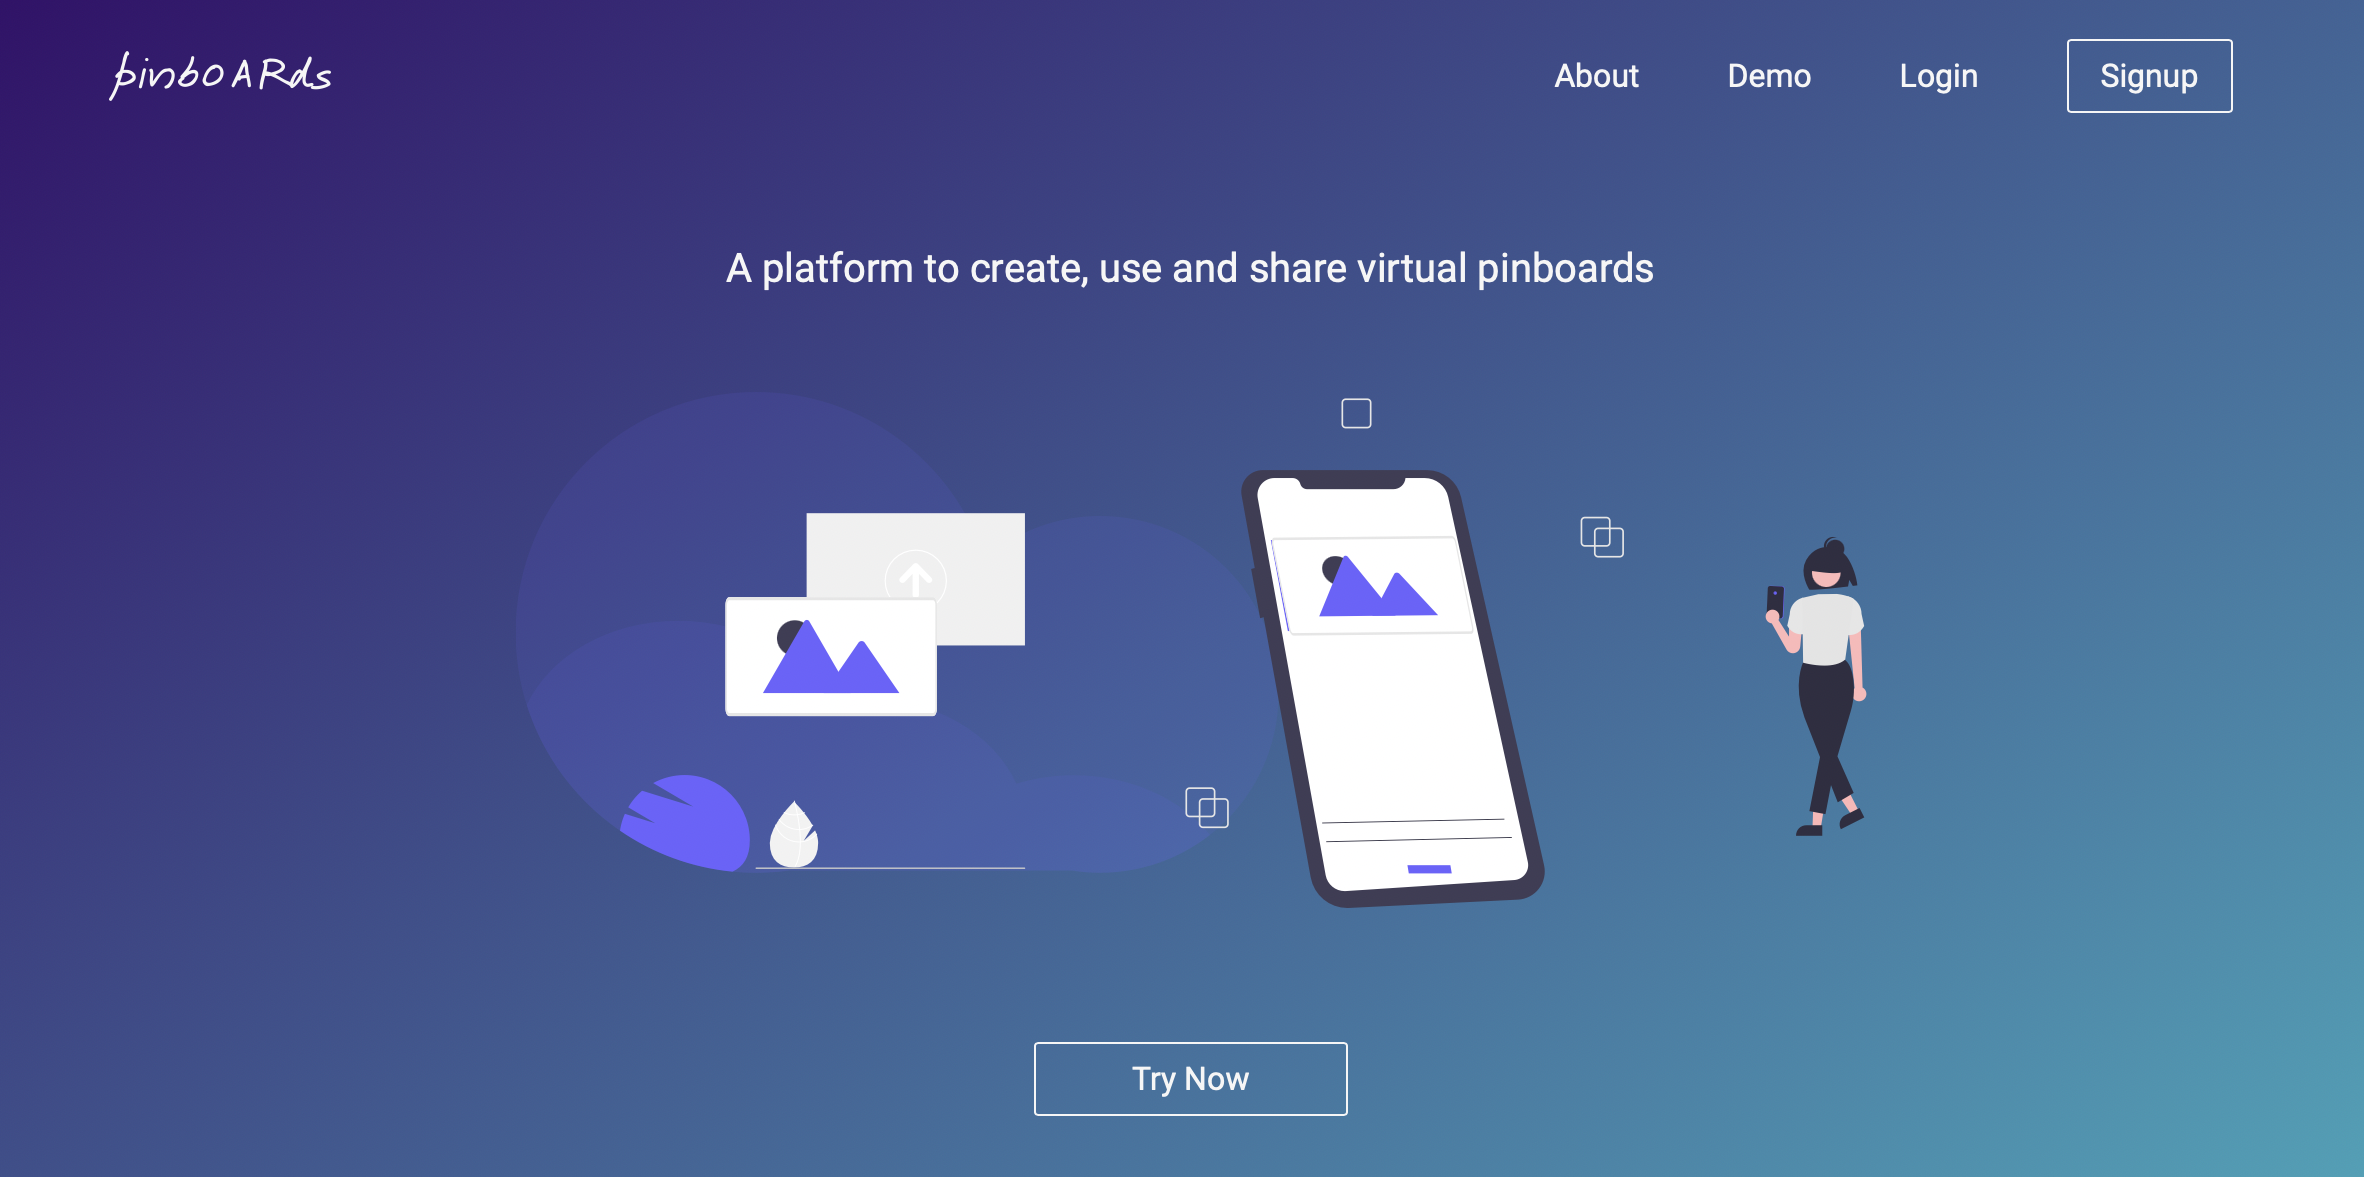 pinboARds
About
Demo
Login
Signup
A platform to create, use and share virtual pinboards
Try Now